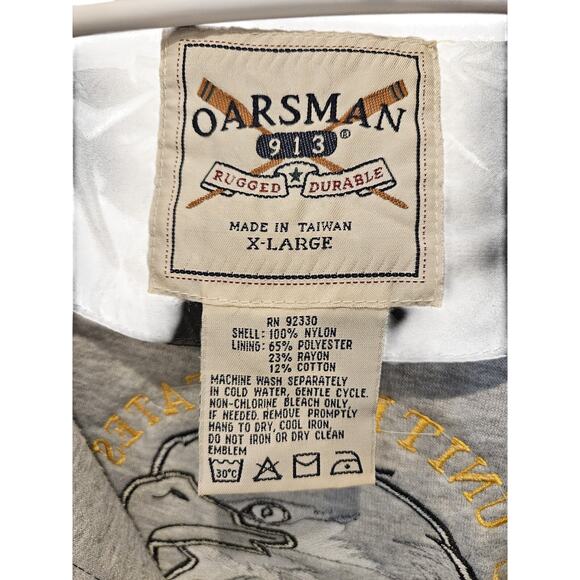 OARSMAN
913®
RUGGED DURABLE
MADE IN TAIWAN
X-LARGE
RN 92330
SHELL: 100% NYLON
LINING: 65% POLYESTER
23% RAYON
12% COTTON
MACHINE WASH SEPARATELY
IN COLD WATER, GENTLE CYCLE.
NON-CHLORINE BLEACH ONLY,
IF NEEDED. REMOVE PROMPTLY
HANG TO DRY, COOL IRON,
DO NOT IRON OR DRY CLEAN
EMBLEM
30°C
UNIT
TATES